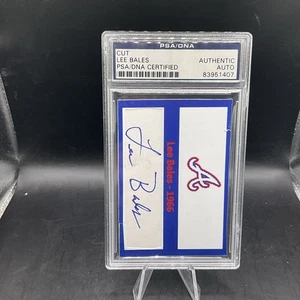 PSA/DNA
CUT
LEE BALES
PSA/DNA CERTIFIED
AUTHENTIC
AUTO
83951407
Lee Bales
Lee Bales - 1966
A